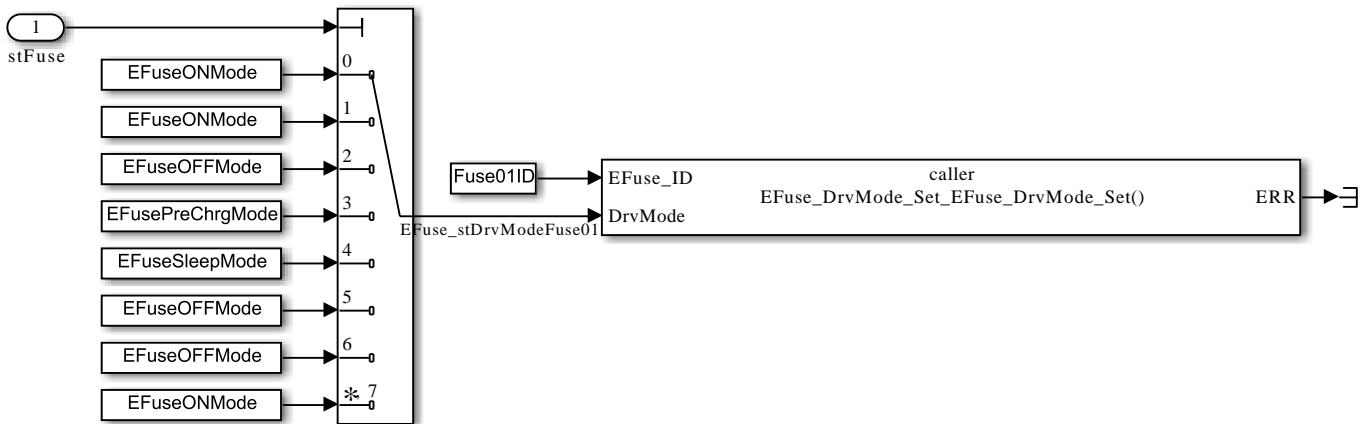 1
stFuse
0
EFuseONMode
1
EFuseONMode
2
EFuseOFFMode
3
EFusePreChrgMode
4
EFuseSleepMode
5
EFuseOFFMode
6
EFuseOFFMode
*, 7
EFuseONMode
Fuse01ID
EFuse_stDrvModeFuse01
EFuse_ID
DrvMode
caller
EFuse_DrvMode_Set_EFuse_DrvMode_Set()
ERR